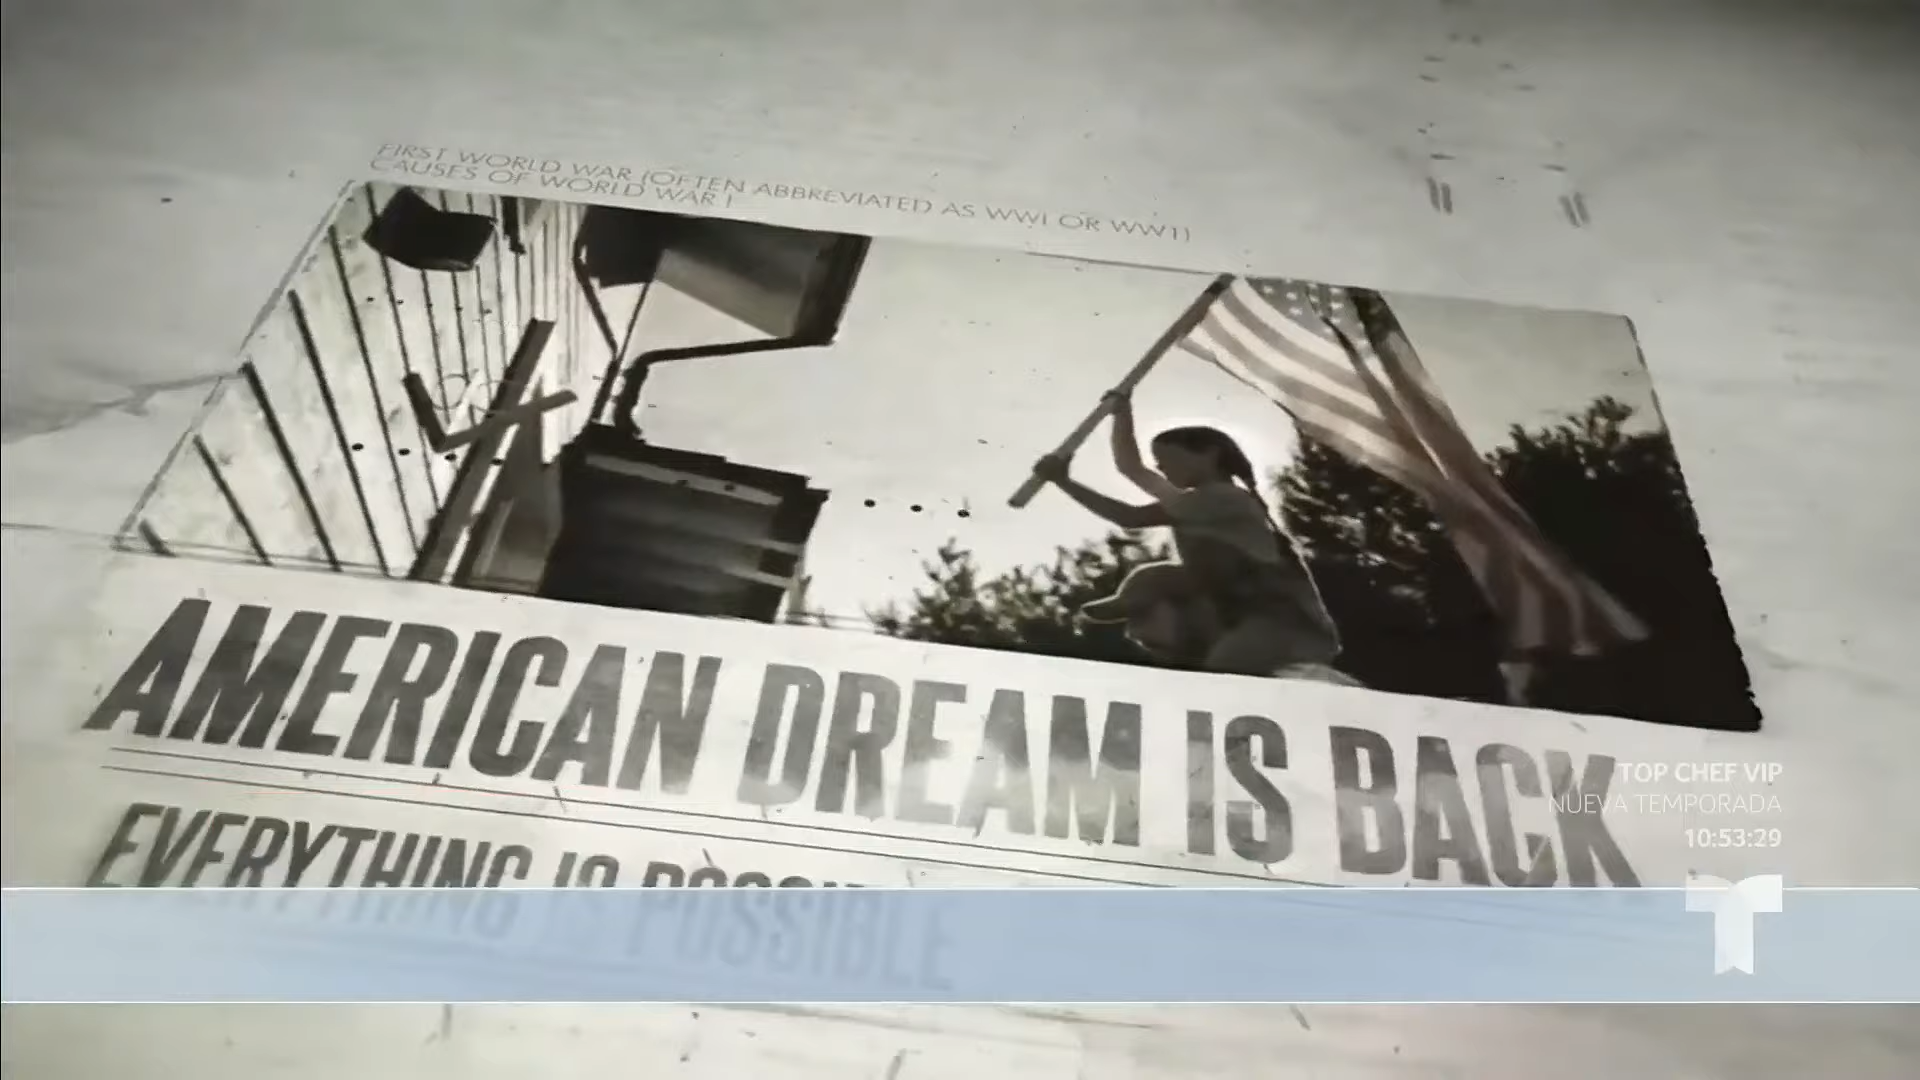 FIRST WORLD WAR (OFTEN ABBREVIATED AS WWI OR WW1)
CAUSES OF WORLD WAR I
AMERICAN DREAM IS BACK
EVERYTHING IS POSSIBLE
TOP CHEF VIP
NUEVA TEMPORADA
10:53:29